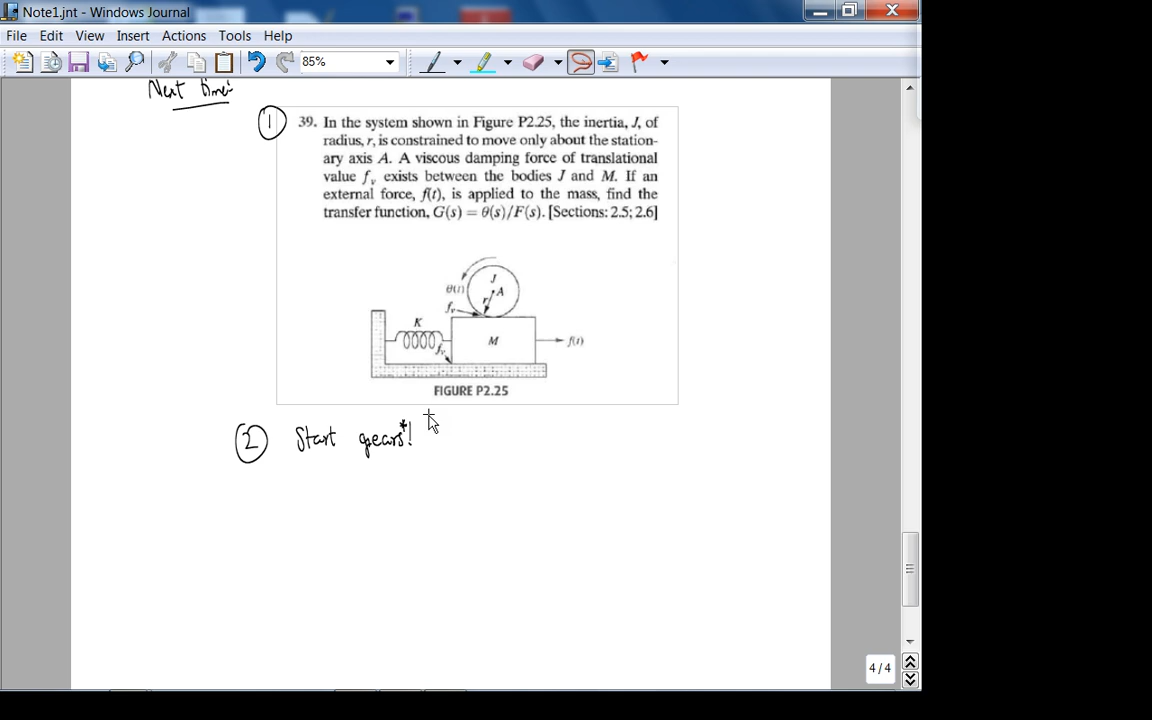 Note1.jnt - Windows Journal
File Edit View Insert Actions Tools Help
85%
Next time:
1
39. In the system shown in Figure P2.25, the inertia, J, of
radius, r, is constrained to move only about the station-
ary axis A. A viscous damping force of translational
value fv exists between the bodies J and M. If an
external force, f(t), is applied to the mass, find the
transfer function, G(s) = θ(s)/F(s). [Sections: 2.5; 2.6]
J
θ(t)
A
r
fv
K
M
f(t)
fv
FIGURE P2.25
2 Start gears*!
4 / 4